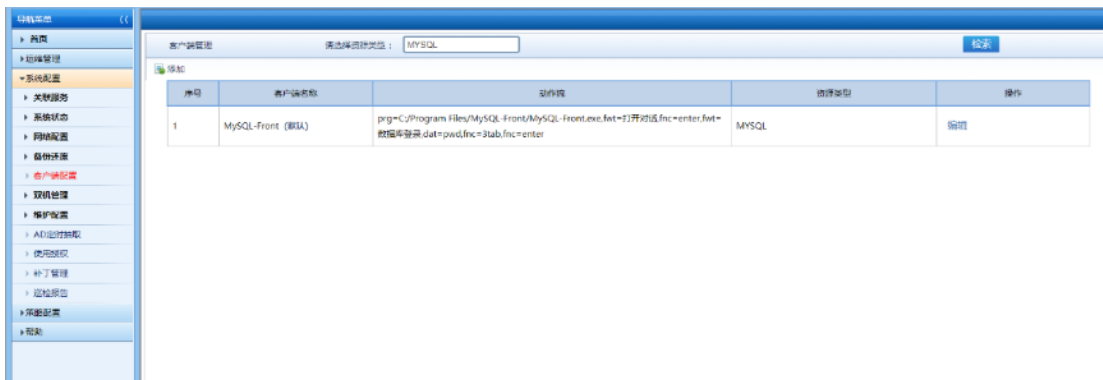 导航菜单
首页
运维管理
系统配置
关联服务
系统状态
网络配置
备份还原
客户端配置
双机管理
维护配置
AD定时抽取
使用授权
补丁管理
巡检报告
策略配置
帮助
客户端管理 请选择资源类型： MYSQL 检索
添加
序号 客户端名称 动作流 资源类型 操作
1 MySQL-Front (默认) prg=C:/Program Files/MySQL-Front/MySQL-Front.exe,fwt=打开对话,fnc=enter,fwt=
数据库登录,dat=pwd,fnc=3tab,fnc=enter MYSQL 编辑